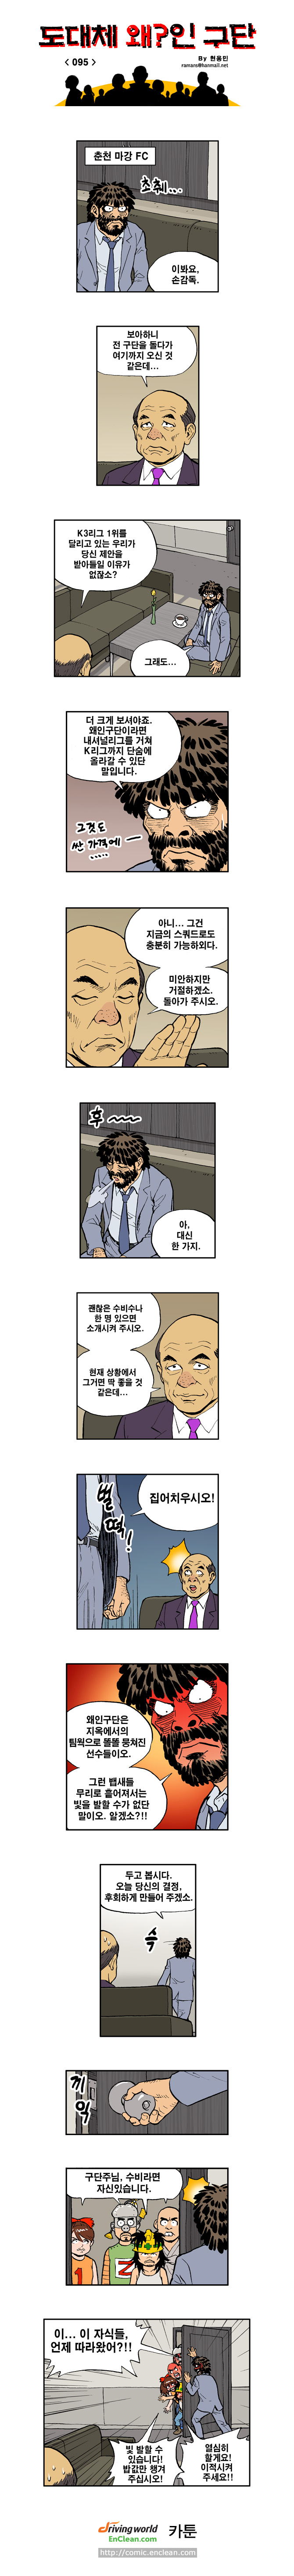 도대체 왜?인 구단
< 095 >
By 현용민
ramare@hanmail.net
춘천 마강 FC
초췌...
이봐요,
손감독.
보아하니
전 구단을 돌다가
여기까지 오신 것
같은데...
K3리그 1위를
달리고 있는 우리가
당신 제안을
받아들일 이유가
없잖소?
그래도...
더 크게 보셔야죠.
왜인구단이라면
내셔널리그를 거쳐
K리그까지 단숨에
올라갈 수 있단
말입니다.
그것도
싼 가격에ㅡ
.....
아니... 그건
지금의 스쿼드로도
충분히 가능하외다.
미안하지만
거절하겠소.
돌아가 주시오.
후~~
아,
대신
한 가지.
괜찮은 수비수나
한 명 있으면
소개시켜 주시오.
현재 상황에서
그거면 딱 좋을 것
같은데...
벌떡!
집어치우시오!
왜인구단은
지옥에서의
팀웍으로 똘똘 뭉쳐진
선수들이오.
그런 뱁새들
무리로 흩어져서는
빛을 발할 수가 없단
말이오. 알겠소?!!
두고 봅시다.
오늘 당신의 결정,
후회하게 만들어 주겠소.
슥
끼익
구단주님, 수비라면
자신있습니다.
1
Z
이... 이 자식들,
언제 따라왔어?!!
빛 발할 수
있습니다!
밥값만 챙겨
주십시오!
열심히
할게요!
이적시켜
주세요!!
drivingworld
EnClean.com
카툰
http://comic.enclean.com